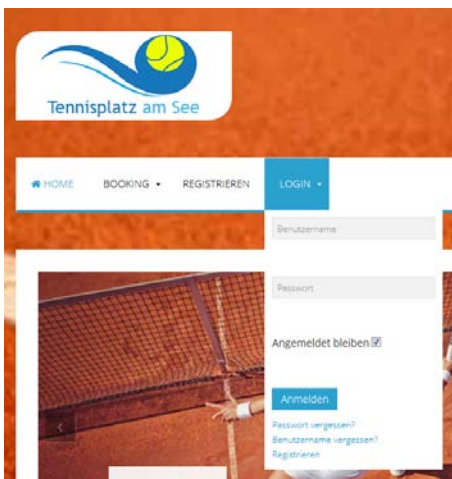 Tennisplatz am See
HOME BOOKING REGISTRIEREN LOGIN
Benutzername
Passwort
Angemeldet bleiben
Anmelden
Passwort vergessen?
Benutzername vergessen?
Registrieren